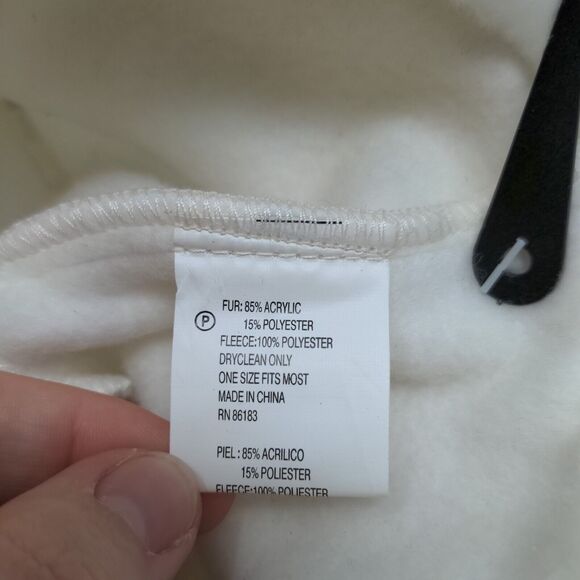 FUR: 85% ACRYLIC
P 15% POLYESTER
FLEECE:100% POLYESTER
DRYCLEAN ONLY
ONE SIZE FITS MOST
MADE IN CHINA
RN 86183
PIEL: 85% ACRILICO
15% POLIESTER
FLEECE:100% POLIESTER